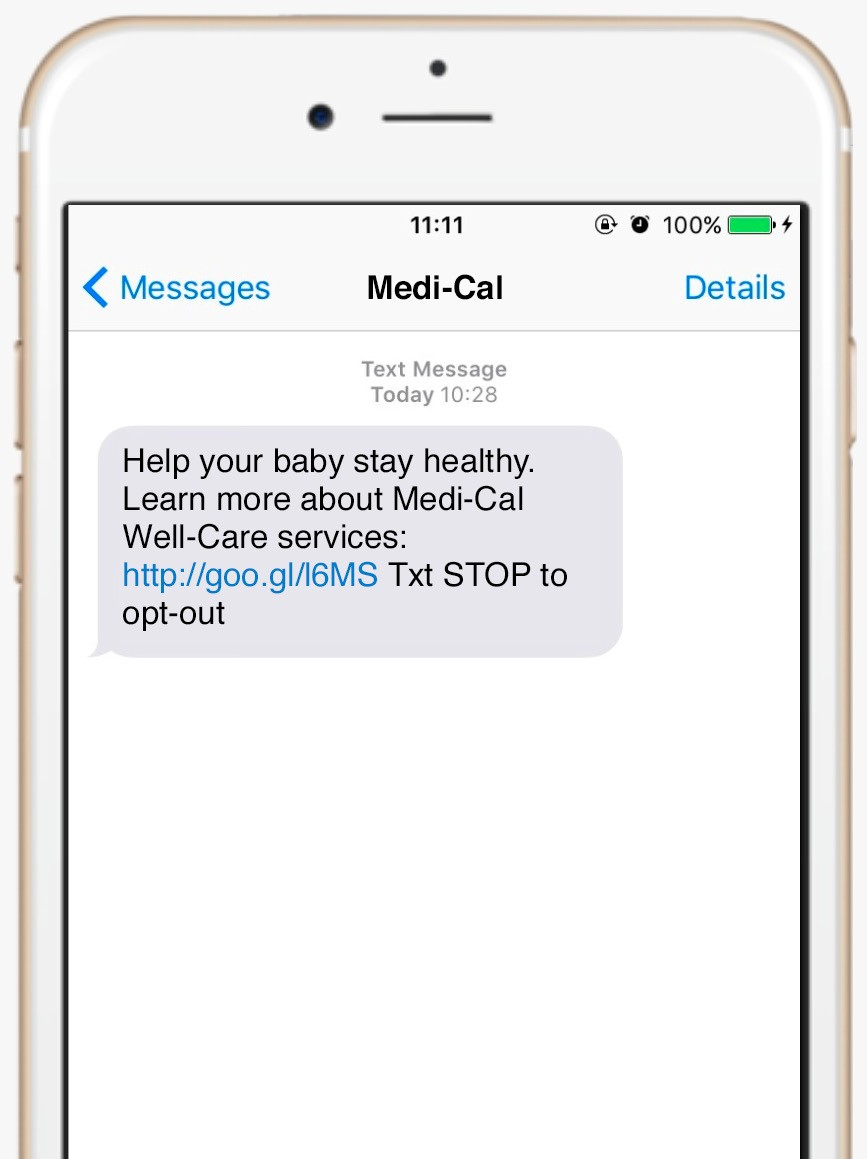 11:11 100%
Messages Medi-Cal Details
Text Message
Today 10:28
Help your baby stay healthy.
Learn more about Medi-Cal
Well-Care services:
http://goo.gl/l6MS Txt STOP to
opt-out